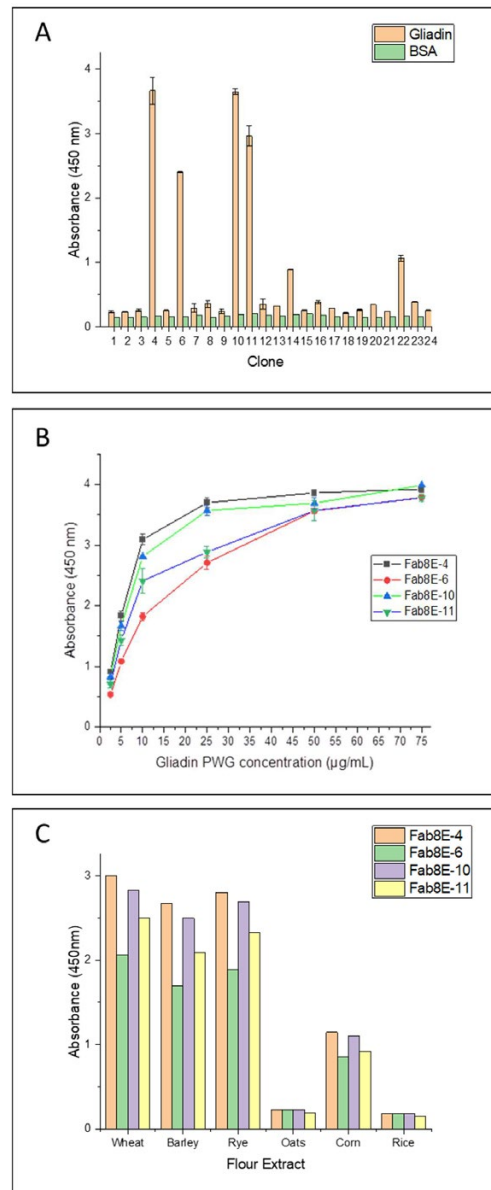 A
Gliadin
BSA
Absorbance (450 nm)
4
3
2
1
0
1 2 3 4 5 6 7 8 9 10 11 12 13 14 15 16 17 18 19 20 21 22 23 24
Clone
B
Absorbance (450 nm)
5
4
3
2
1
0
Fab8E-4
Fab8E-6
Fab8E-10
Fab8E-11
0 5 10 15 20 25 30 35 40 45 50 55 60 65 70 75
Gliadin PWG concentration (µg/mL)
C
Fab8E-4
Fab8E-6
Fab8E-10
Fab8E-11
Absorbance (450nm)
3
2
1
0
Wheat Barley Rye Oats Corn Rice
Flour Extract